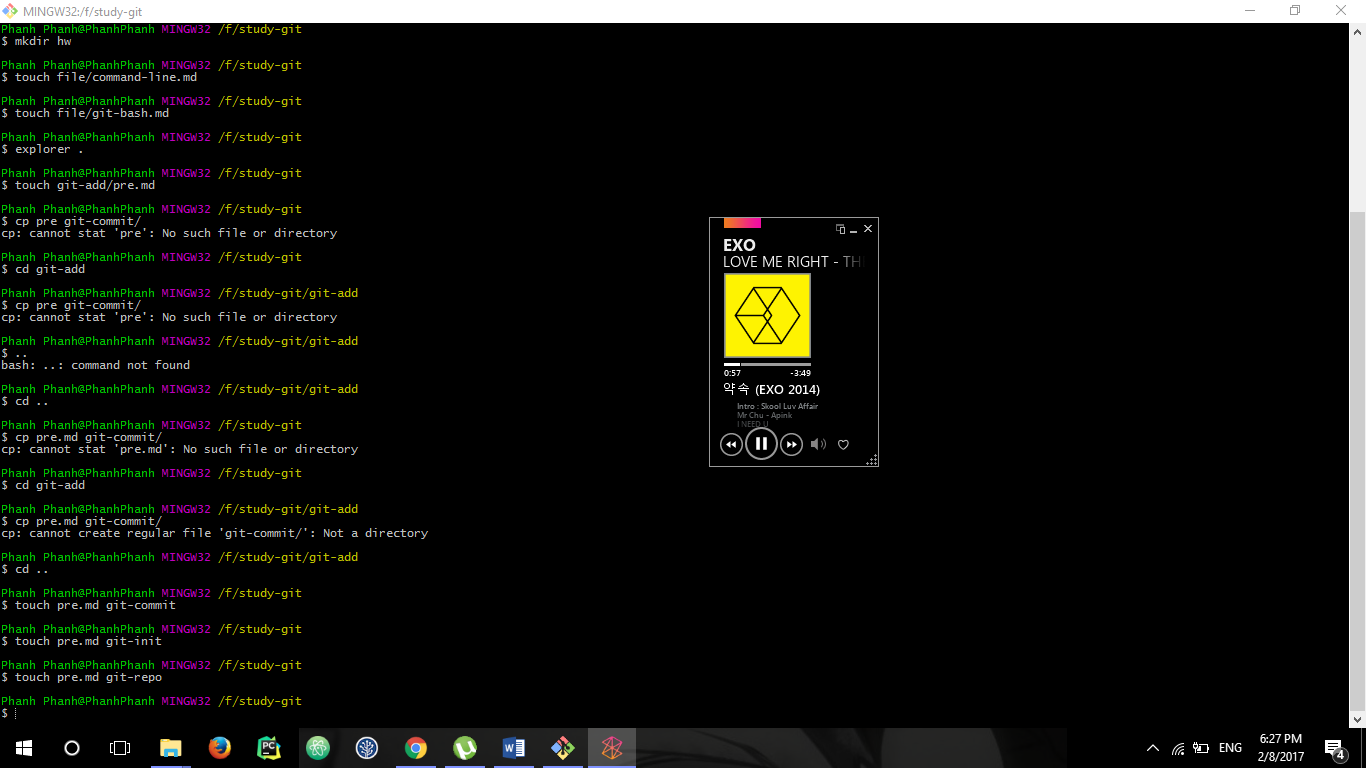 MINGW32:/f/study-git
Phanh Phanh@PhanhPhanh MINGW32 /f/study-git
$ mkdir hw
Phanh Phanh@PhanhPhanh MINGW32 /f/study-git
$ touch file/command-line.md
Phanh Phanh@PhanhPhanh MINGW32 /f/study-git
$ touch file/git-bash.md
Phanh Phanh@PhanhPhanh MINGW32 /f/study-git
$ explorer .
Phanh Phanh@PhanhPhanh MINGW32 /f/study-git
$ touch git-add/pre.md
Phanh Phanh@PhanhPhanh MINGW32 /f/study-git
$ cp pre git-commit/
cp: cannot stat 'pre': No such file or directory
Phanh Phanh@PhanhPhanh MINGW32 /f/study-git
$ cd git-add
Phanh Phanh@PhanhPhanh MINGW32 /f/study-git/git-add
$ cp pre git-commit/
cp: cannot stat 'pre': No such file or directory
Phanh Phanh@PhanhPhanh MINGW32 /f/study-git/git-add
$ ..
bash: ..: command not found
Phanh Phanh@PhanhPhanh MINGW32 /f/study-git/git-add
$ cd ..
Phanh Phanh@PhanhPhanh MINGW32 /f/study-git
$ cp pre.md git-commit/
cp: cannot stat 'pre.md': No such file or directory
Phanh Phanh@PhanhPhanh MINGW32 /f/study-git
$ cd git-add
Phanh Phanh@PhanhPhanh MINGW32 /f/study-git/git-add
$ cp pre.md git-commit/
cp: cannot create regular file 'git-commit/': Not a directory
Phanh Phanh@PhanhPhanh MINGW32 /f/study-git/git-add
$ cd ..
Phanh Phanh@PhanhPhanh MINGW32 /f/study-git
$ touch pre.md git-commit
Phanh Phanh@PhanhPhanh MINGW32 /f/study-git
$ touch pre.md git-init
Phanh Phanh@PhanhPhanh MINGW32 /f/study-git
$ touch pre.md git-repo
Phanh Phanh@PhanhPhanh MINGW32 /f/study-git
$
EXO
LOVE ME RIGHT - TH
0:57 -3:49
약속 (EXO 2014)
Intro : Skool Luv Affair
Mr Chu - Apink
I NEED U
PC
W
ENG
6:27 PM
2/8/2017
4